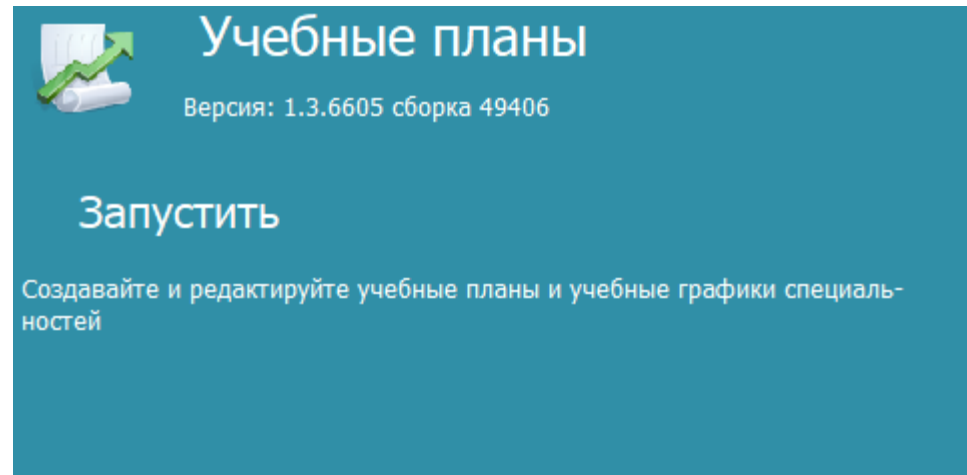 Учебные планы
Версия: 1.3.6605 сборка 49406
Запустить
Создавайте и редактируйте учебные планы и учебные графики специаль-
ностей